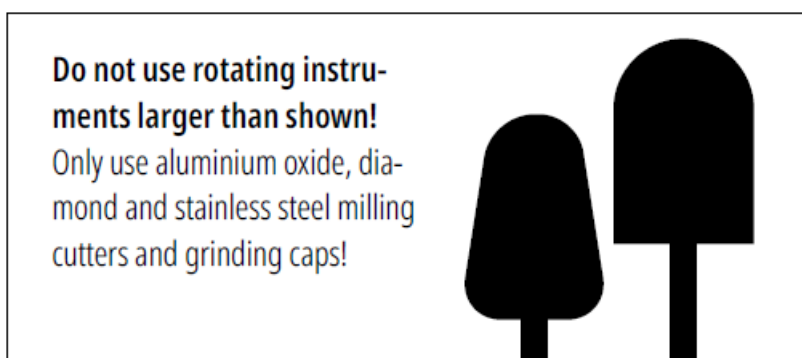 Do not use rotating instru-
ments larger than shown!
Only use aluminium oxide, dia-
mond and stainless steel milling
cutters and grinding caps!